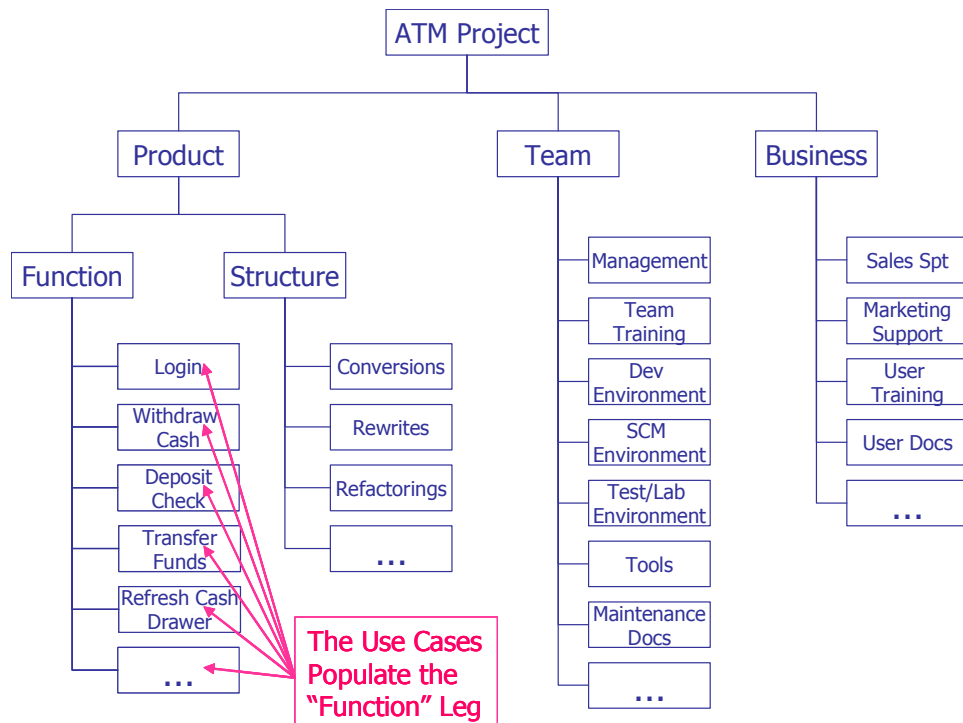 ATM Project
Product
Team
Business
Function
Structure
Login
Withdraw
Cash
Deposit
Check
Transfer
Funds
Refresh Cash
Drawer
...
Conversions
Rewrites
Refactorings
...
The Use Cases
Populate the
“Function” Leg
Management
Team
Training
Dev
Environment
SCM
Environment
Test/Lab
Environment
Tools
Maintenance
Docs
...
Sales Spt
Marketing
Support
User
Training
User Docs
...